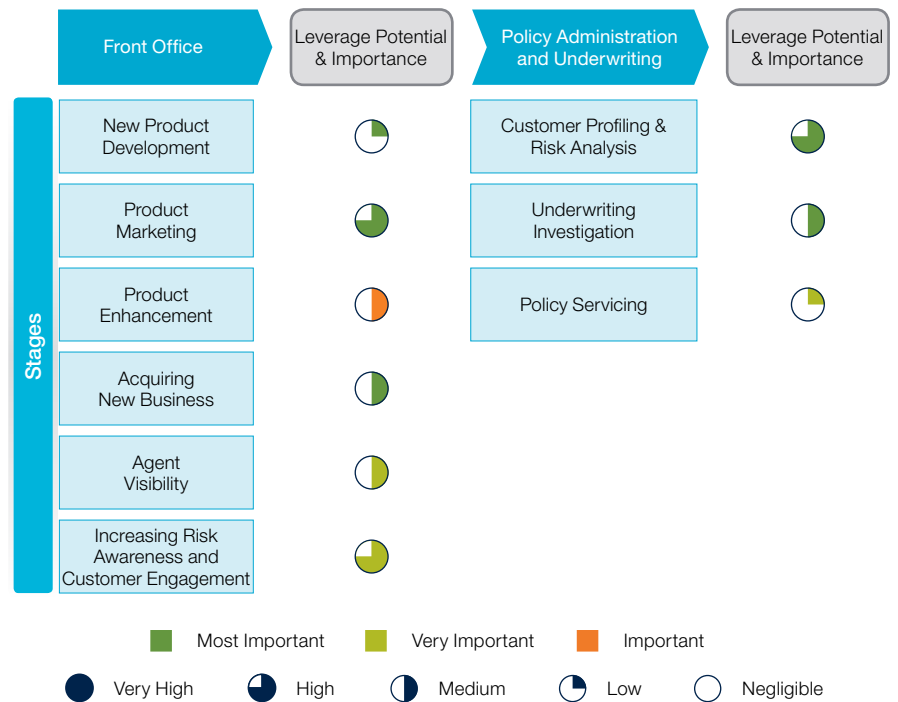 Front Office
Leverage Potential
& Importance
Policy Administration
and Underwriting
Leverage Potential
& Importance
Stages
New Product
Development
Customer Profiling &
Risk Analysis
Product
Marketing
Underwriting
Investigation
Product
Enhancement
Policy Servicing
Acquiring
New Business
Agent
Visibility
Increasing Risk
Awareness and
Customer Engagement
Most Important
Very Important
Important
Very High
High
Medium
Low
Negligible